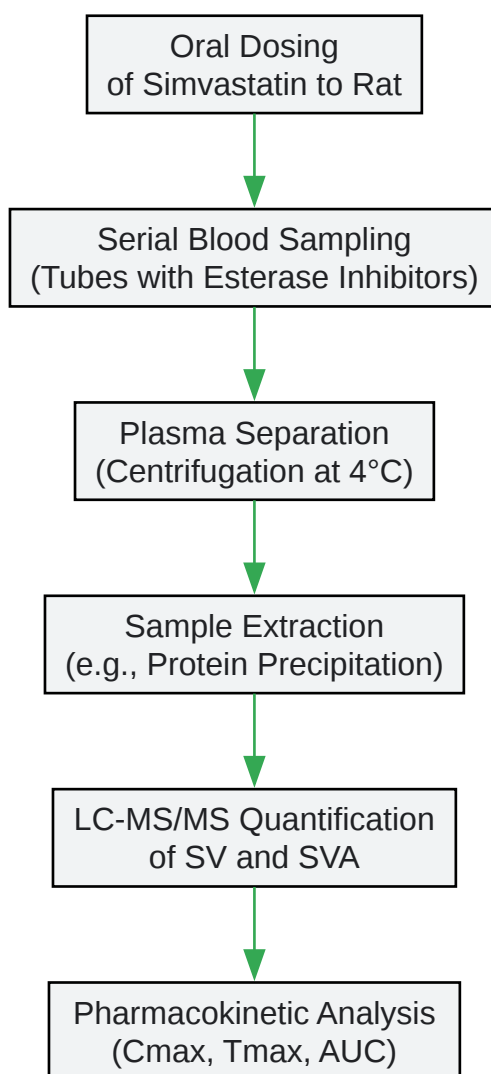 Oral Dosing
of Simvastatin to Rat
Serial Blood Sampling
(Tubes with Esterase Inhibitors)
Plasma Separation
(Centrifugation at 4°C)
Sample Extraction
(e.g., Protein Precipitation)
LC-MS/MS Quantification
of SV and SVA
Pharmacokinetic Analysis
(Cmax, Tmax, AUC)